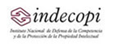 indecopi
Instituto Nacional de Defensa de la Competencia
y de la Protección de la Propiedad Intelectual